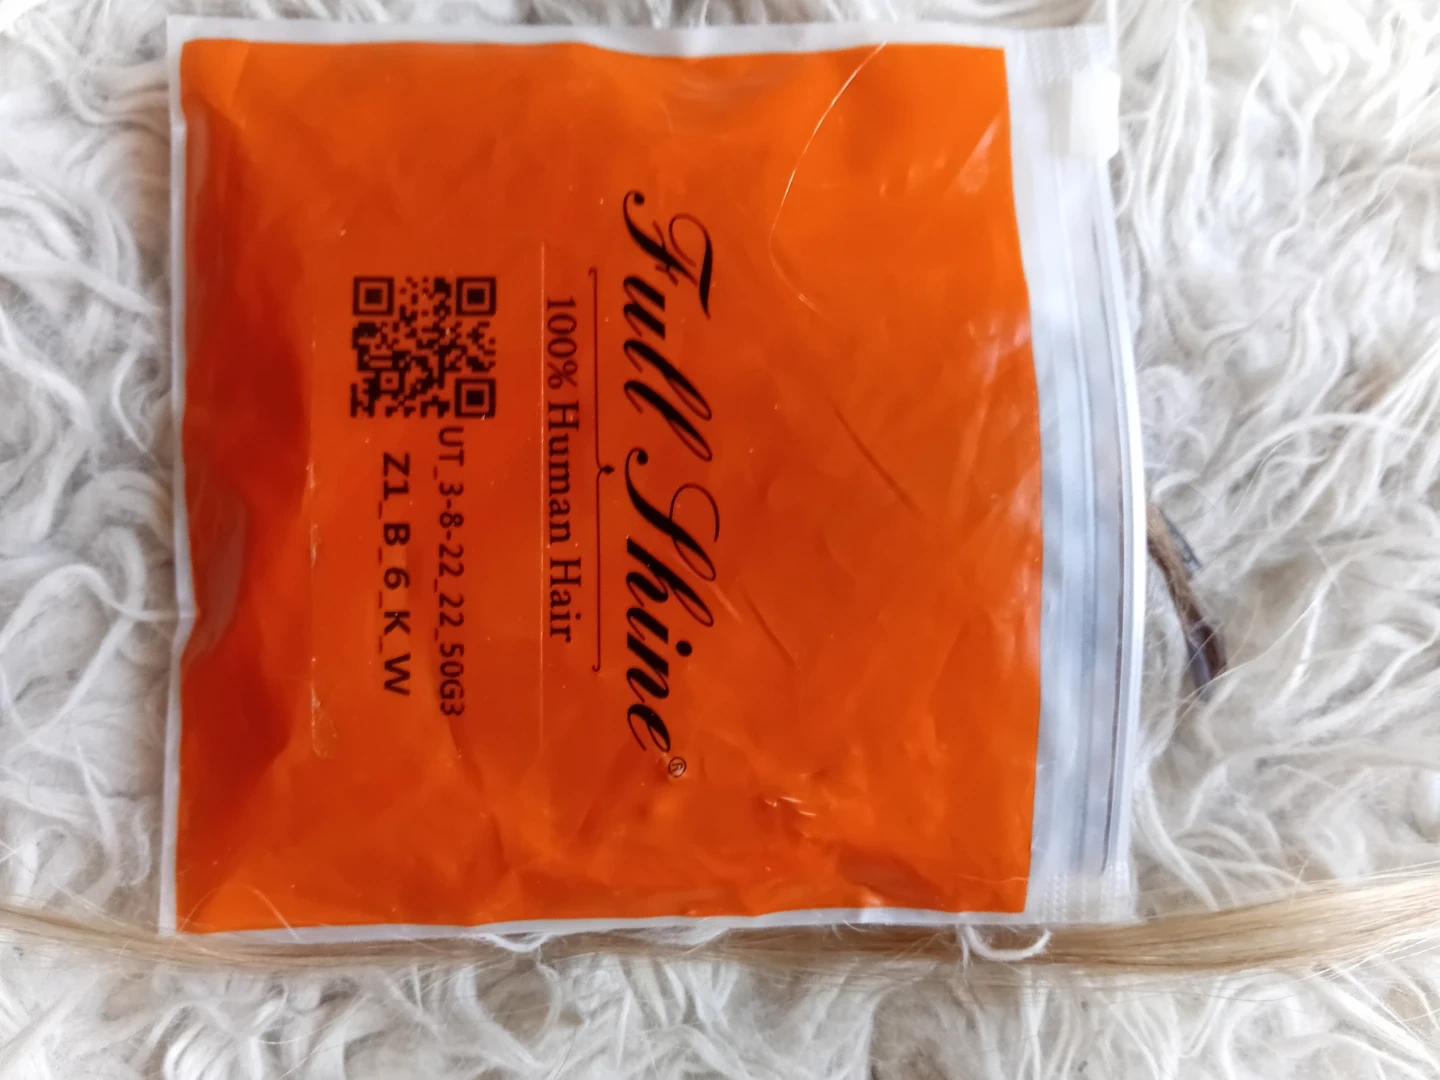 Full Shine®
100% Human Hair
UT_3-8-22_22_50G3
Z1_B_6_K_W